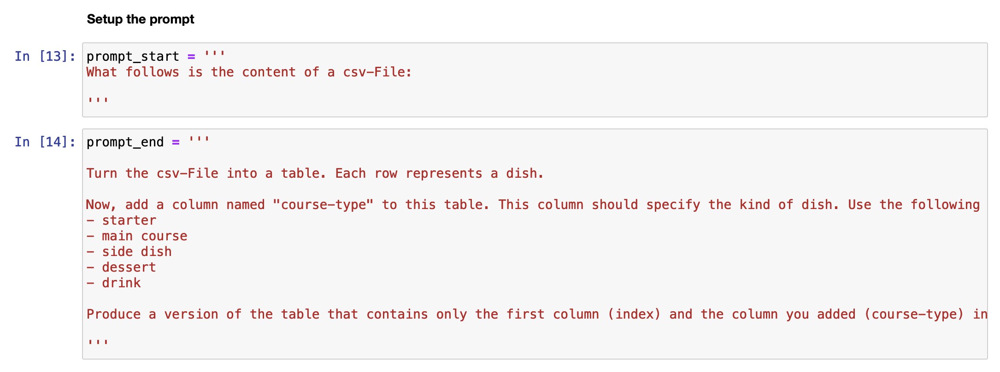 Setup the prompt
In [13]: prompt_start = '''
What follows is the content of a csv-File:
'''
In [14]: prompt_end = '''
Turn the csv-File into a table. Each row represents a dish.
Now, add a column named "course-type" to this table. This column should specify the kind of dish. Use the following
- starter
- main course
- side dish
- dessert
- drink
Produce a version of the table that contains only the first column (index) and the column you added (course-type) in
'''